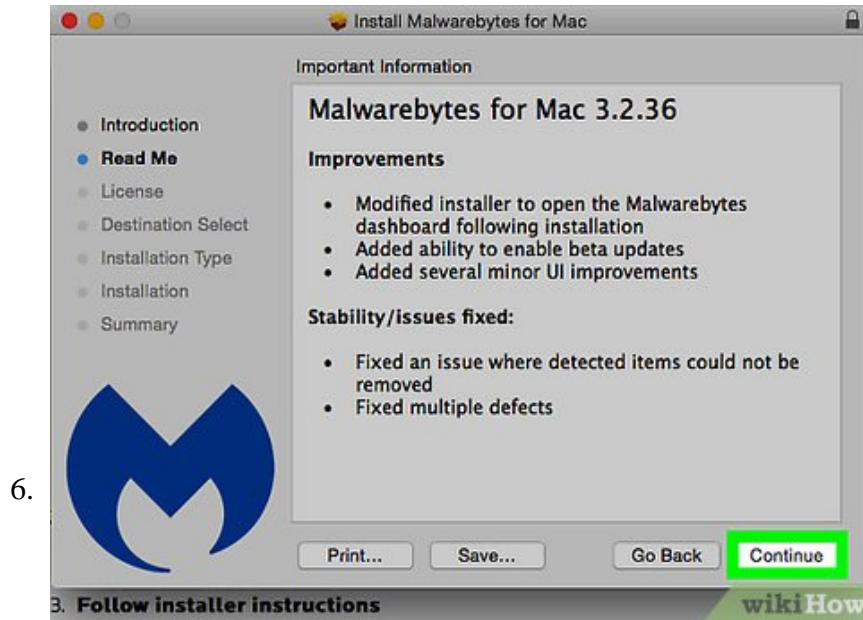 Install Malwarebytes for Mac
Important Information
Introduction
Read Me
License
Destination Select
Installation Type
Installation
Summary
Malwarebytes for Mac 3.2.36
Improvements
• Modified installer to open the Malwarebytes
dashboard following installation
• Added ability to enable beta updates
• Added several minor UI improvements
Stability/issues fixed:
• Fixed an issue where detected items could not be
removed
• Fixed multiple defects
6.
Print... Save... Go Back Continue
3. Follow installer instructions
wikiHow